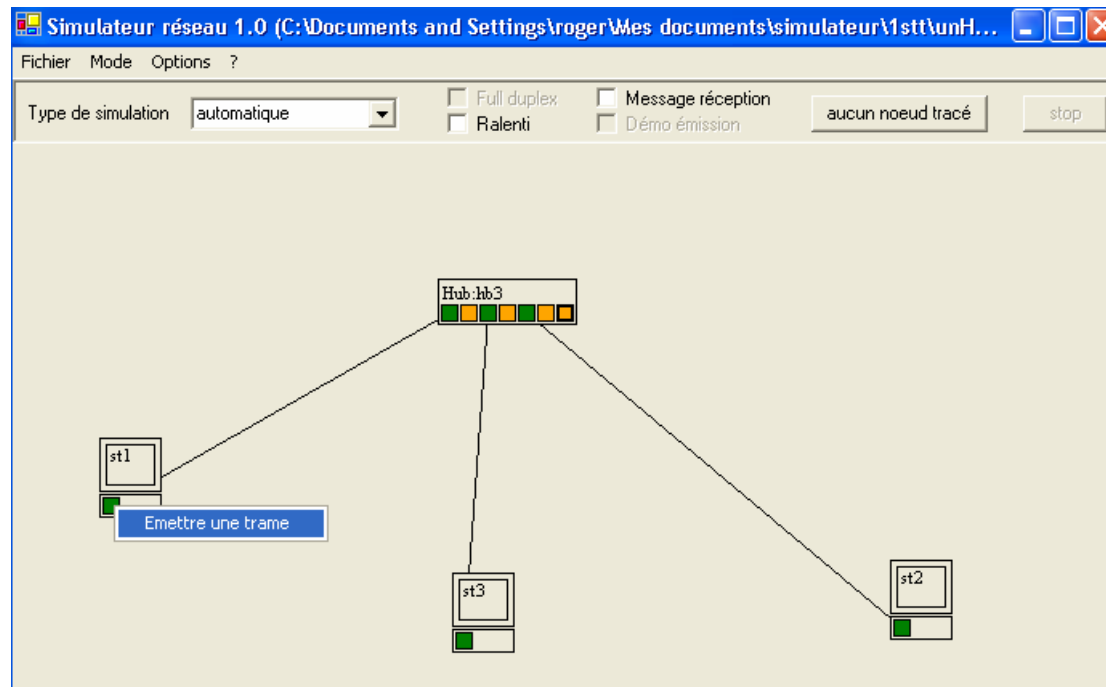 Simulateur réseau 1.0 (C:\Documents and Settings\roger\Mes documents\simulateur\1stt\unH...
Fichier Mode Options ?
Type de simulation automatique
Full duplex
Ralenti
Message réception
Démo émission
aucun noeud tracé
stop
Hub:hb3
st1
Emettre une trame
st3
st2